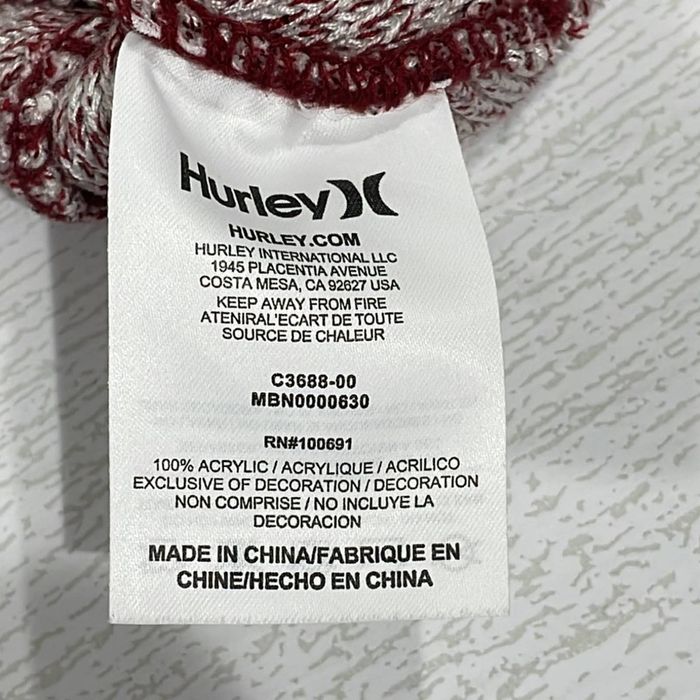 Hurley
HURLEY.COM
HURLEY INTERNATIONAL LLC
1945 PLACENTIA AVENUE
COSTA MESA, CA 92627 USA
KEEP AWAY FROM FIRE
ATENIRAL'ECART DE TOUTE
SOURCE DE CHALEUR
C3688-00
MBN0000630
RN#100691
100% ACRYLIC / ACRYLIQUE / ACRILICO
EXCLUSIVE OF DECORATION / DECORATION
NON COMPRISE / NO INCLUYE LA
DECORACION
MADE IN CHINA/FABRIQUE EN
CHINE/HECHO EN CHINA